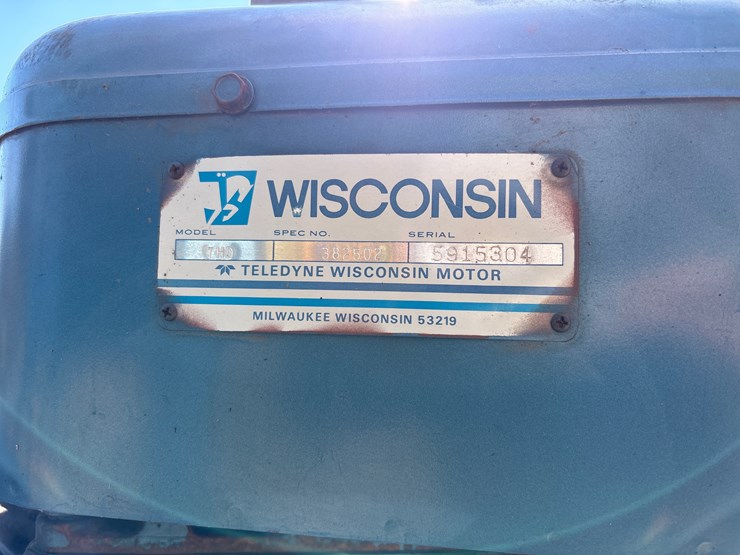 WISCONSIN
MODEL SPEC NO. SERIAL
5915304
TELEDYNE WISCONSIN MOTOR
MILWAUKEE WISCONSIN 53219